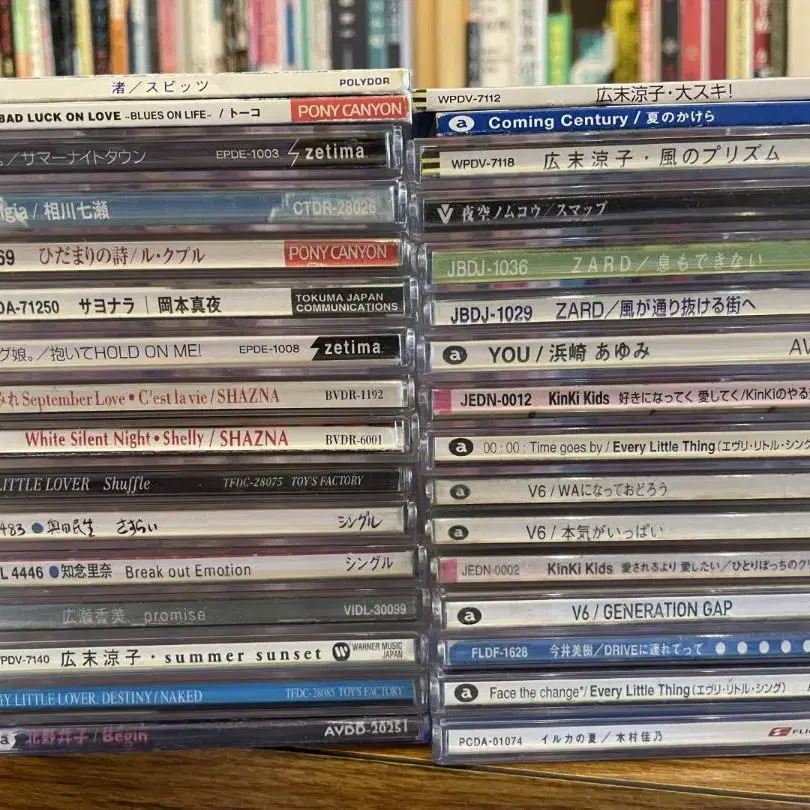 渚／スピッツ POLYDOR
BAD LUCK ON LOVE ~BLUES ON LIFE~ / トーコ PONY CANYON
。／サマーナイトタウン EPDE-1003 zetima
gia / 相川七瀬 CTDR-28026
69 ひだまりの詩/ル・クプル PONY CANYON
DA-71250 サヨナラ | 岡本真夜 TOKUMA JAPAN COMMUNICATIONS
グ娘。／抱いてHOLD ON ME! EPDE-1008 zetima
みれ September Love・C'est la vie / SHAZNA BVDR-1192
White Silent Night・Shelly / SHAZNA BVDR-6001
LITTLE LOVER Shuffle TFDC-28075 TOY'S FACTORY
483 ●奥田民生 さすらい シングル
L 4446 ●知念里奈 Break out Emotion シングル
広瀬香美 promise VIDL-30099
PDV-7140 広末涼子・summer sunset WARNER MUSIC JAPAN
MY LITTLE LOVER, DESTINY / NAKED TFDC-28085 TOY'S FACTORY
a 北野井子 / Begin AVDD-20251
WPDV-7112 広末涼子・大スキ!
a Coming Century / 夏のかけら
WPDV-7118 広末涼子・風のプリズム
V 夜空ノムコウ／スマップ
JBDJ-1036 ZARD／息もできない
JBDJ-1029 ZARD／風が通り抜ける街へ
a YOU / 浜崎 あゆみ AV
JEDN-0012 KinKi Kids 好きになってく 愛してく/KinKiのやる
a 00:00:Time goes by / Every Little Thing (エヴリ・リトル・シング
a V6 / WAになっておどろう
a V6 / 本気がいっぱい
JEDN-0002 KinKi Kids 愛されるより 愛したい／ひとりぼっちのク
a V6 / GENERATION GAP
FLDF-1628 今井美樹／DRIVEに連れてって
a Face the change* / Every Little Thing (エヴリ・リトル・シング)
PCDA-01074 イルカの夏／木村佳乃 FLI